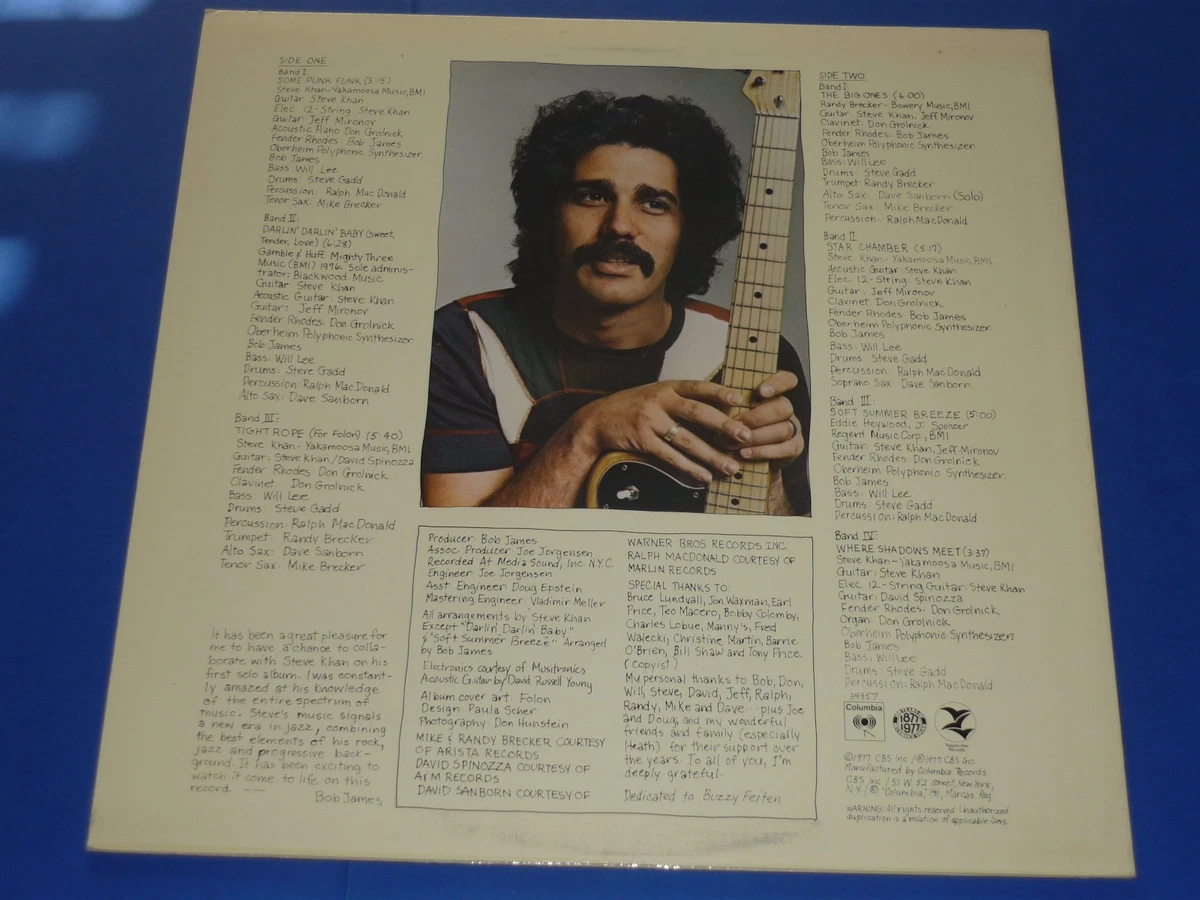 SIDE ONE
Band I:
SOME PUNK FUNK (5:15)
Steve Khan-Yakamoosa Music, BMI
Guitar: Steve Khan
Elec. 12-String: Steve Khan
Guitar: Jeff Mironov
Acoustic Piano: Don Grolnick
Fender Rhodes: Bob James
Oberheim Polyphonic Synthesizer:
Bob James
Bass: Will Lee
Drums: Steve Gadd
Percussion: Ralph Mac Donald
Tenor Sax: Mike Brecker
Band II:
DARLIN' DARLIN' BABY (Sweet,
Tender, Love) (6:28)
Gamble & Huff. Mighty Three
Music (BMI) 1976. Sole adminis-
trator: Blackwood Music
Guitar: Steve Khan
Acoustic Guitar: Steve Khan
Guitar: Jeff Mironov
Fender Rhodes: Don Grolnick
Oberheim Polyphonic Synthesizer
Bob James
Bass: Will Lee
Drums: Steve Gadd
Percussion: Ralph Mac Donald
Alto Sax: Dave Sanborn
Band III:
TIGHT ROPE (For Folon) (5:40)
Steve Khan-Yakamoosa Music, BMI
Guitar: Steve Khan/David Spinozza
Fender Rhodes: Don Grolnick
Clavinet: Don Grolnick
Bass: Will Lee
Drums: Steve Gadd
Percussion: Ralph Mac Donald
Trumpet: Randy Brecker
Alto Sax: Dave Sanborn
Tenor Sax: Mike Brecker
It has been a great pleasure for
me to have a chance to colla-
borate with Steve Khan on his
first solo album. I was constant-
ly amazed at his knowledge
of the entire spectrum of
music. Steve's music signals
a new era in jazz, combining
the best elements of his rock,
jazz and progressive back-
ground. It has been exciting to
watch it come to life on this
record. ——
Bob James
Producer: Bob James
Assoc. Producer: Joe Jorgensen
Recorded At Media Sound, Inc. N.Y.C.
Engineer: Joe Jorgensen
Asst. Engineer: Doug Epstein
Mastering Engineer: Vladimir Meller
All arrangements by Steve Khan
Except "Darlin' Darlin' Baby"
& "Soft Summer Breeze" Arranged
by Bob James
Electronics courtesy of Musitronics
Acoustic Guitar by David Russell Young
Album cover art: Folon
Design: Paula Scher
Photography: Don Hunstein
MIKE & RANDY BRECKER COURTESY
OF ARISTA RECORDS
DAVID SPINOZZA COURTESY OF
A&M RECORDS
DAVID SANBORN COURTESY OF
WARNER BROS. RECORDS INC.
RALPH MACDONALD COURTESY OF
MARLIN RECORDS
SPECIAL THANKS TO:
Bruce Lundvall, Jon Waxman, Earl
Price, Teo Macero, Bobby Colomby,
Charles Lobue, Manny's, Fred
Walecki, Christine Martin, Barrie
O'Brien, Bill Shaw and Tony Price
(copyist)
My personal thanks to Bob, Don,
Will, Steve, David, Jeff, Ralph,
Randy, Mike and Dave... plus Joe
and Doug, and my wonderful
friends and family (especially
Heath) for their support over
the years. To all of you, I'm
deeply grateful.
Dedicated to Buzzy Feiten
SIDE TWO
Band I:
THE BIG ONES (6:00)
Randy Brecker-Bowery Music, BMI
Guitar: Steve Khan, Jeff Mironov
Clavinet: Don Grolnick
Fender Rhodes: Bob James
Oberheim Polyphonic Synthesizer
Bob James
Bass: Will Lee
Drums: Steve Gadd
Trumpet: Randy Brecker
Alto Sax: Dave Sanborn (Solo)
Tenor Sax: Mike Brecker
Percussion: Ralph MacDonald
Band II
STAR CHAMBER (5:17)
Steve Khan-Yakamoosa Music, BMI
Acoustic Guitar: Steve Khan
Elec. 12-String: Steve Khan
Guitar: Jeff Mironov
Clavinet: Don Grolnick
Fender Rhodes: Bob James
Oberheim Polyphonic Synthesizer
Bob James
Bass: Will Lee
Drums: Steve Gadd
Percussion: Ralph MacDonald
Soprano Sax: Dave Sanborn
Band III:
SOFT SUMMER BREEZE (5:00)
Eddie Heywood, J. Spencer
Regent Music Corp., BMI
Guitar: Steve Khan, Jeff Mironov
Fender Rhodes: Don Grolnick
Oberheim Polyphonic Synthesizer
Bob James
Bass: Will Lee
Drums: Steve Gadd
Percussion: Ralph MacDonald
Band IV:
WHERE SHADOWS MEET (3:37)
Steve Khan-Yakamoosa Music, BMI
Guitar: Steve Khan
Elec. 12-String Guitar: Steve Khan
Guitar: David Spinozza
Fender Rhodes: Don Grolnick
Organ: Don Grolnick
Oberheim Polyphonic Synthesizers
Bob James
Bass: Will Lee
Drums: Steve Gadd
Percussion: Ralph MacDonald
34857
Columbia
1877
1977
©1977 CBS Inc./℗1977 CBS Inc.
Manufactured by Columbia Records
CBS Inc./51 W. 52 Street, New York,
N.Y./® "Columbia," Marcas Reg.
WARNING: All rights reserved. Unauthorized
duplication is a violation of applicable laws.